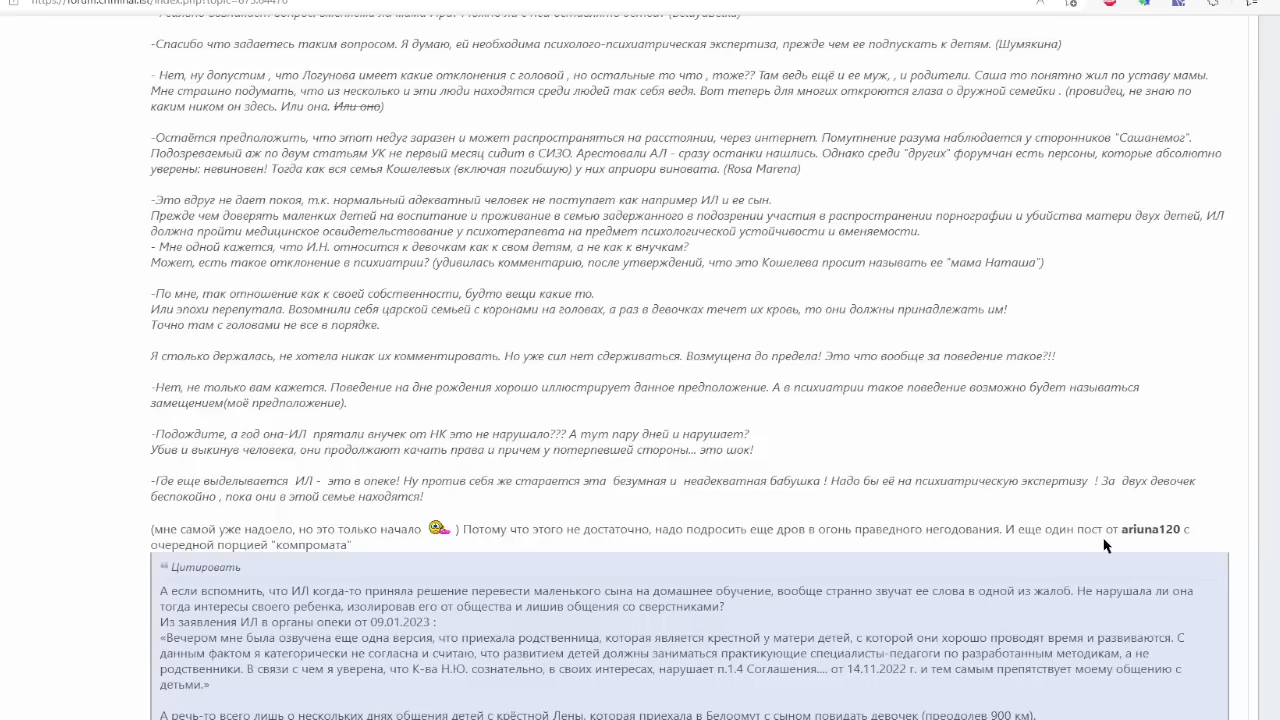 https://forum.criminal.ist/index.php?topic=675.64470
-Спасибо что задаетесь таким вопросом. Я думаю, ей необходима психолого-психиатрическая экспертиза, прежде чем ее подпускать к детям. (Шумякина)
- Нет, ну допустим , что Логунова имеет какие отклонения с головой , но остальные то что , тоже?? Там ведь ещё и ее муж, , и родители. Саша то понятно жил по уставу мамы.
Мне страшно подумать, что из несколько и эти люди находятся среди людей так себя ведя. Вот теперь для многих откроются глаза о дружной семейки . (провидец, не знаю по
каким ником он здесь. Или она. Или оно)
-Остаётся предположить, что этот недуг заразен и может распространяться на расстоянии, через интернет. Помутнение разума наблюдается у сторонников "Сашанемог".
Подозреваемый аж по двум статьям УК не первый месяц сидит в СИЗО. Арестовали АЛ - сразу останки нашлись. Однако среди "других" форумчан есть персоны, которые абсолютно
уверены: невиновен! Тогда как вся семья Кошелевых (включая погибшую) у них априори виновата. (Rosa Marena)
-Это вдруг не дает покоя, т.к. нормальный адекватный человек не поступает как например ИЛ и ее сын.
Прежде чем доверять маленких детей на воспитание и проживание в семью задержанного в подозрении участия в распространении порнографии и убийства матери двух детей, ИЛ
должна пройти медицинское освидетельствование у психотерапевта на предмет психологической устойчивости и вменяемости.
- Мне одной кажется, что И.Н. относится к девочкам как к свом детям, а не как к внучкам?
Может, есть такое отклонение в психиатрии? (удивилась комментарию, после утверждений, что это Кошелева просит называть ее "мама Наташа")
-По мне, так отношение как к своей собственности, будто вещи какие то.
Или эпохи перепутала. Возомнили себя царской семьей с коронами на головах, а раз в девочках течет их кровь, то они должны принадлежать им!
Точно там с головами не все в порядке.
Я столько держалась, не хотела никак их комментировать. Но уже сил нет сдерживаться. Возмущена до предела! Это что вообще за поведение такое?!!
-Нет, не только вам кажется. Поведение на дне рождения хорошо иллюстрирует данное предположение. А в психиатрии такое поведение возможно будет называться
замещением(моё предположение).
-Подождите, а год она-ИЛ прятали внучек от НК это не нарушало??? А тут пару дней и нарушает?
Убив и выкинув человека, они продолжают качать права и причем у потерпевшей стороны... это шок!
-Где еще выделывается ИЛ - это в опеке! Ну против себя же старается эта безумная и неадекватная бабушка ! Надо бы её на психиатрическую экспертизу ! За двух девочек
беспокойно , пока они в этой семье находятся!
(мне самой уже надоело, но это только начало ) Потому что этого не достаточно, надо подросить еще дров в огонь праведного негодования. И еще один пост от ariuna120 с
очередной порцией "компромата"
Цитировать
А если вспомнить, что ИЛ когда-то приняла решение перевести маленького сына на домашнее обучение, вообще странно звучат ее слова в одной из жалоб. Не нарушала ли она
тогда интересы своего ребенка, изолировав его от общества и лишив общения со сверстниками?
Из заявления ИЛ в органы опеки от 09.01.2023 :
«Вечером мне была озвучена еще одна версия, что приехала родственница, которая является крестной у матери детей, с которой они хорошо проводят время и развиваются. С
данным фактом я категорически не согласна и считаю, что развитием детей должны заниматься практикующие специалисты-педагоги по разработанным методикам, а не
родственники. В связи с чем я уверена, что К-ва Н.Ю. сознательно, в своих интересах, нарушает п.1.4 Соглашения.... от 14.11.2022 г. и тем самым препятствует моему общению с
детьми.»
А речь-то всего лишь о нескольких днях общения детей с крёстной Лены, которая приехала в Белоомут с сыном повидать девочек (преодолев 900 км).